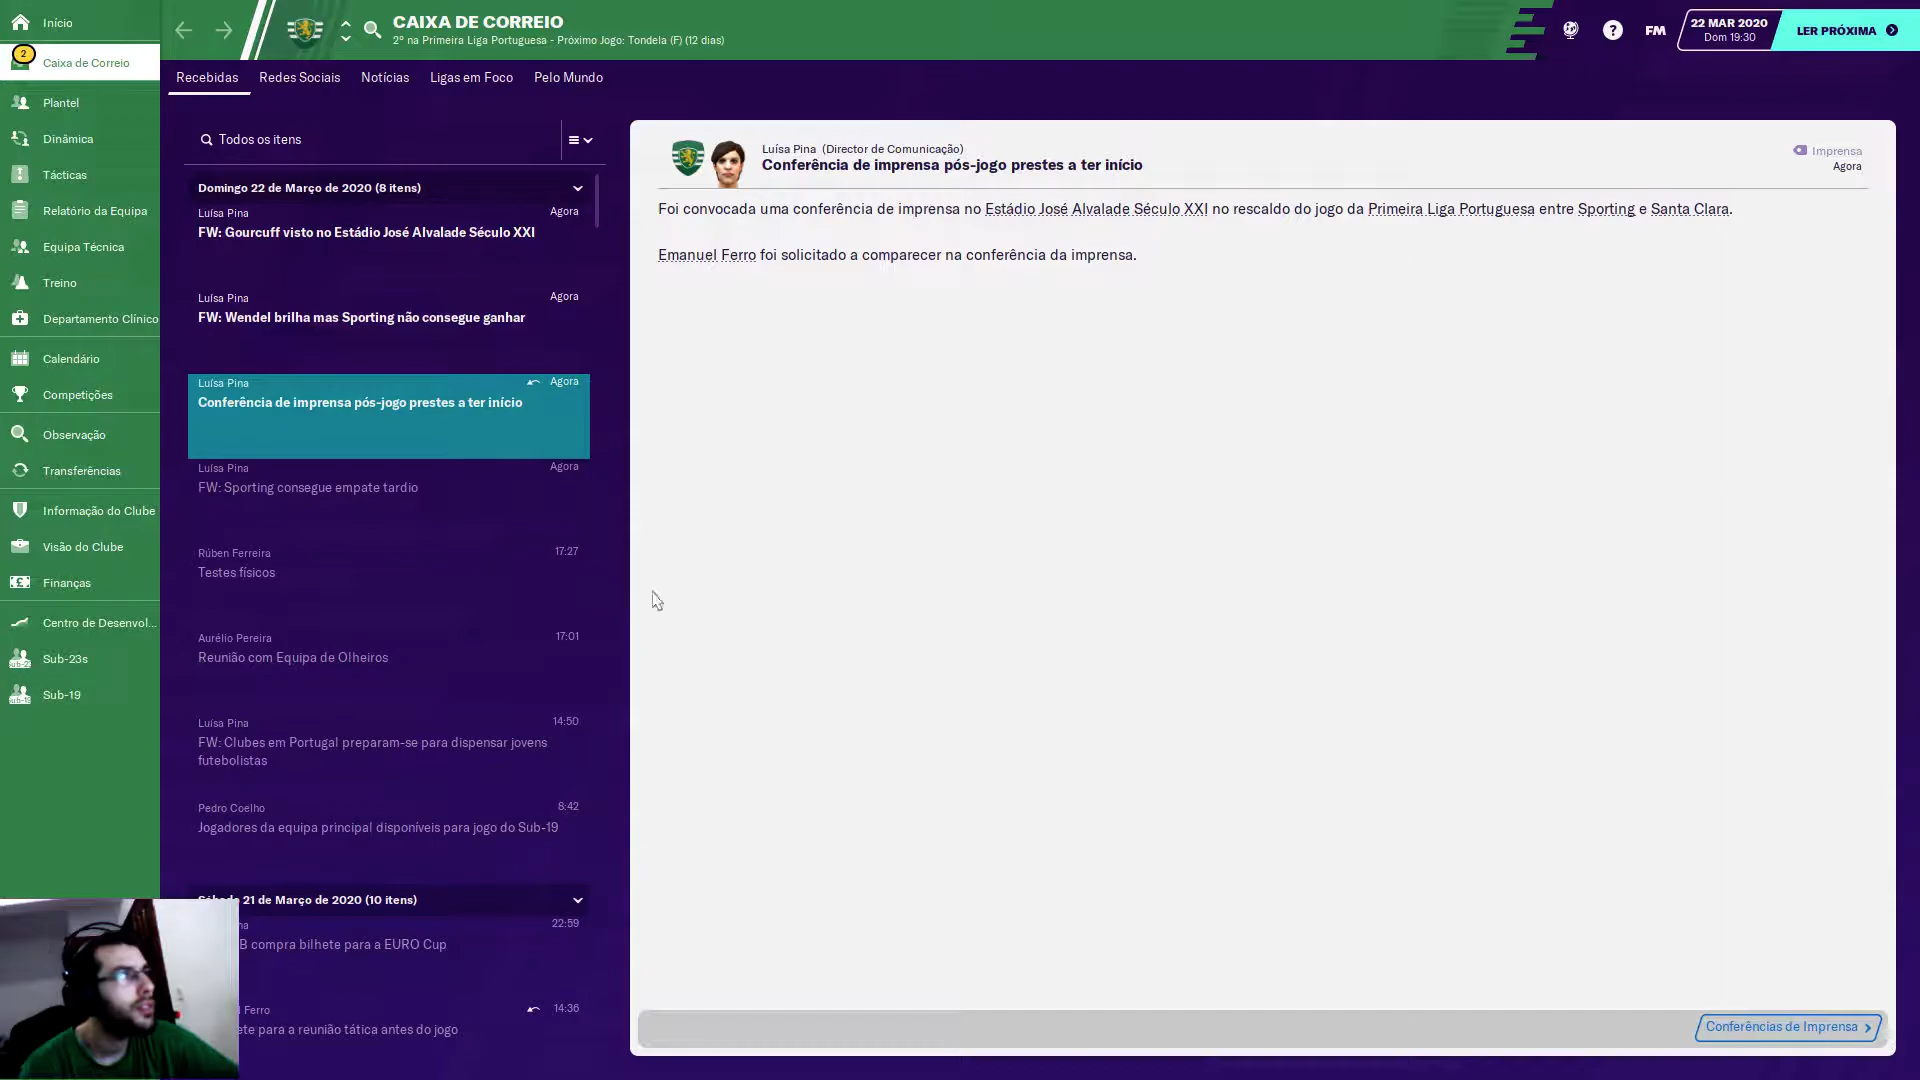 Início
2
Caixa de Correio
Plantel
Dinâmica
Tácticas
Relatório da Equipa
Equipa Técnica
Treino
Departamento Clínico
Calendário
Competições
Observação
Transferências
Informação do Clube
Visão do Clube
Finanças
Centro de Desenvol...
Sub-23s
Sub-19
CAIXA DE CORREIO
2º na Primeira Liga Portuguesa - Próximo Jogo: Tondela (F) (12 dias)
FM
22 MAR 2020
Dom 19:30
LER PRÓXIMA
Recebidas
Redes Sociais
Notícias
Ligas em Foco
Pelo Mundo
Todos os itens
Domingo 22 de Março de 2020 (8 itens)
Luísa Pina
Agora
FW: Gourcuff visto no Estádio José Alvalade Século XXI
Luísa Pina
Agora
FW: Wendel brilha mas Sporting não consegue ganhar
Luísa Pina
Agora
Conferência de imprensa pós-jogo prestes a ter início
Luísa Pina
Agora
FW: Sporting consegue empate tardio
Rúben Ferreira
17:27
Testes físicos
Aurélio Pereira
17:01
Reunião com Equipa de Olheiros
Luísa Pina
14:50
FW: Clubes em Portugal preparam-se para dispensar jovens
futebolistas
Pedro Coelho
8:42
Jogadores da equipa principal disponíveis para jogo do Sub-19
21 de Março de 2020 (10 itens)
22:59
B compra bilhete para a EURO Cup
Ferro
14:36
para a reunião tática antes do jogo
Luísa Pina (Director de Comunicação)
Conferência de imprensa pós-jogo prestes a ter início
Imprensa
Agora
Foi convocada uma conferência de imprensa no Estádio José Alvalade Século XXI no rescaldo do jogo da Primeira Liga Portuguesa entre Sporting e Santa Clara.
Emanuel Ferro foi solicitado a comparecer na conferência da imprensa.
Conferências de Imprensa